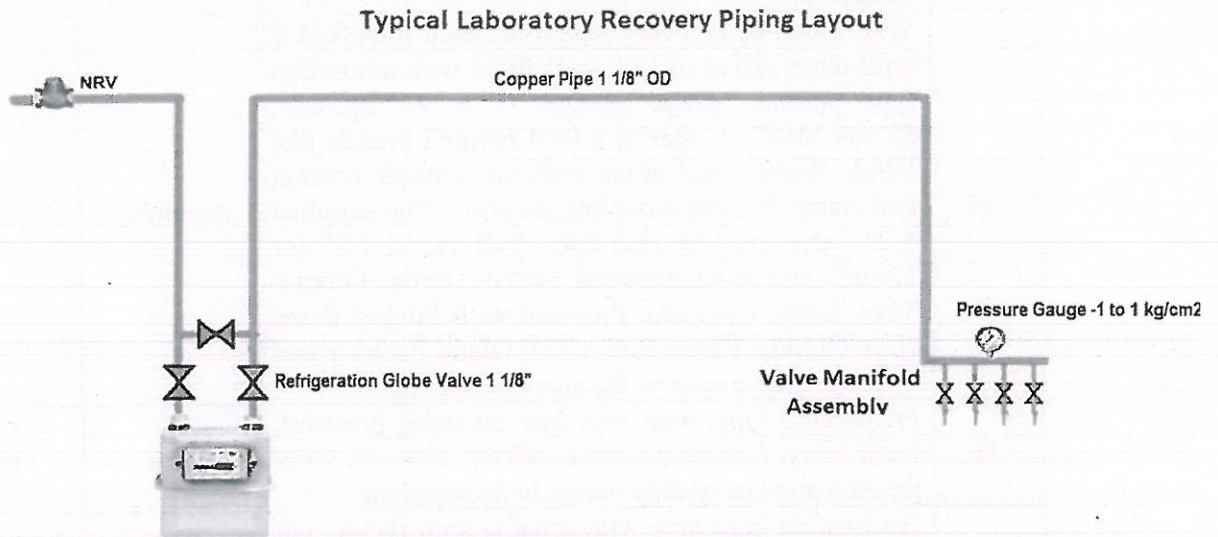 Typical Laboratory Recovery Piping Layout
NRV
Copper Pipe 1 1/8" OD
Pressure Gauge -1 to 1 kg/cm2
Refrigeration Globe Valve 1 1/8"
Valve Manifold
Assembly